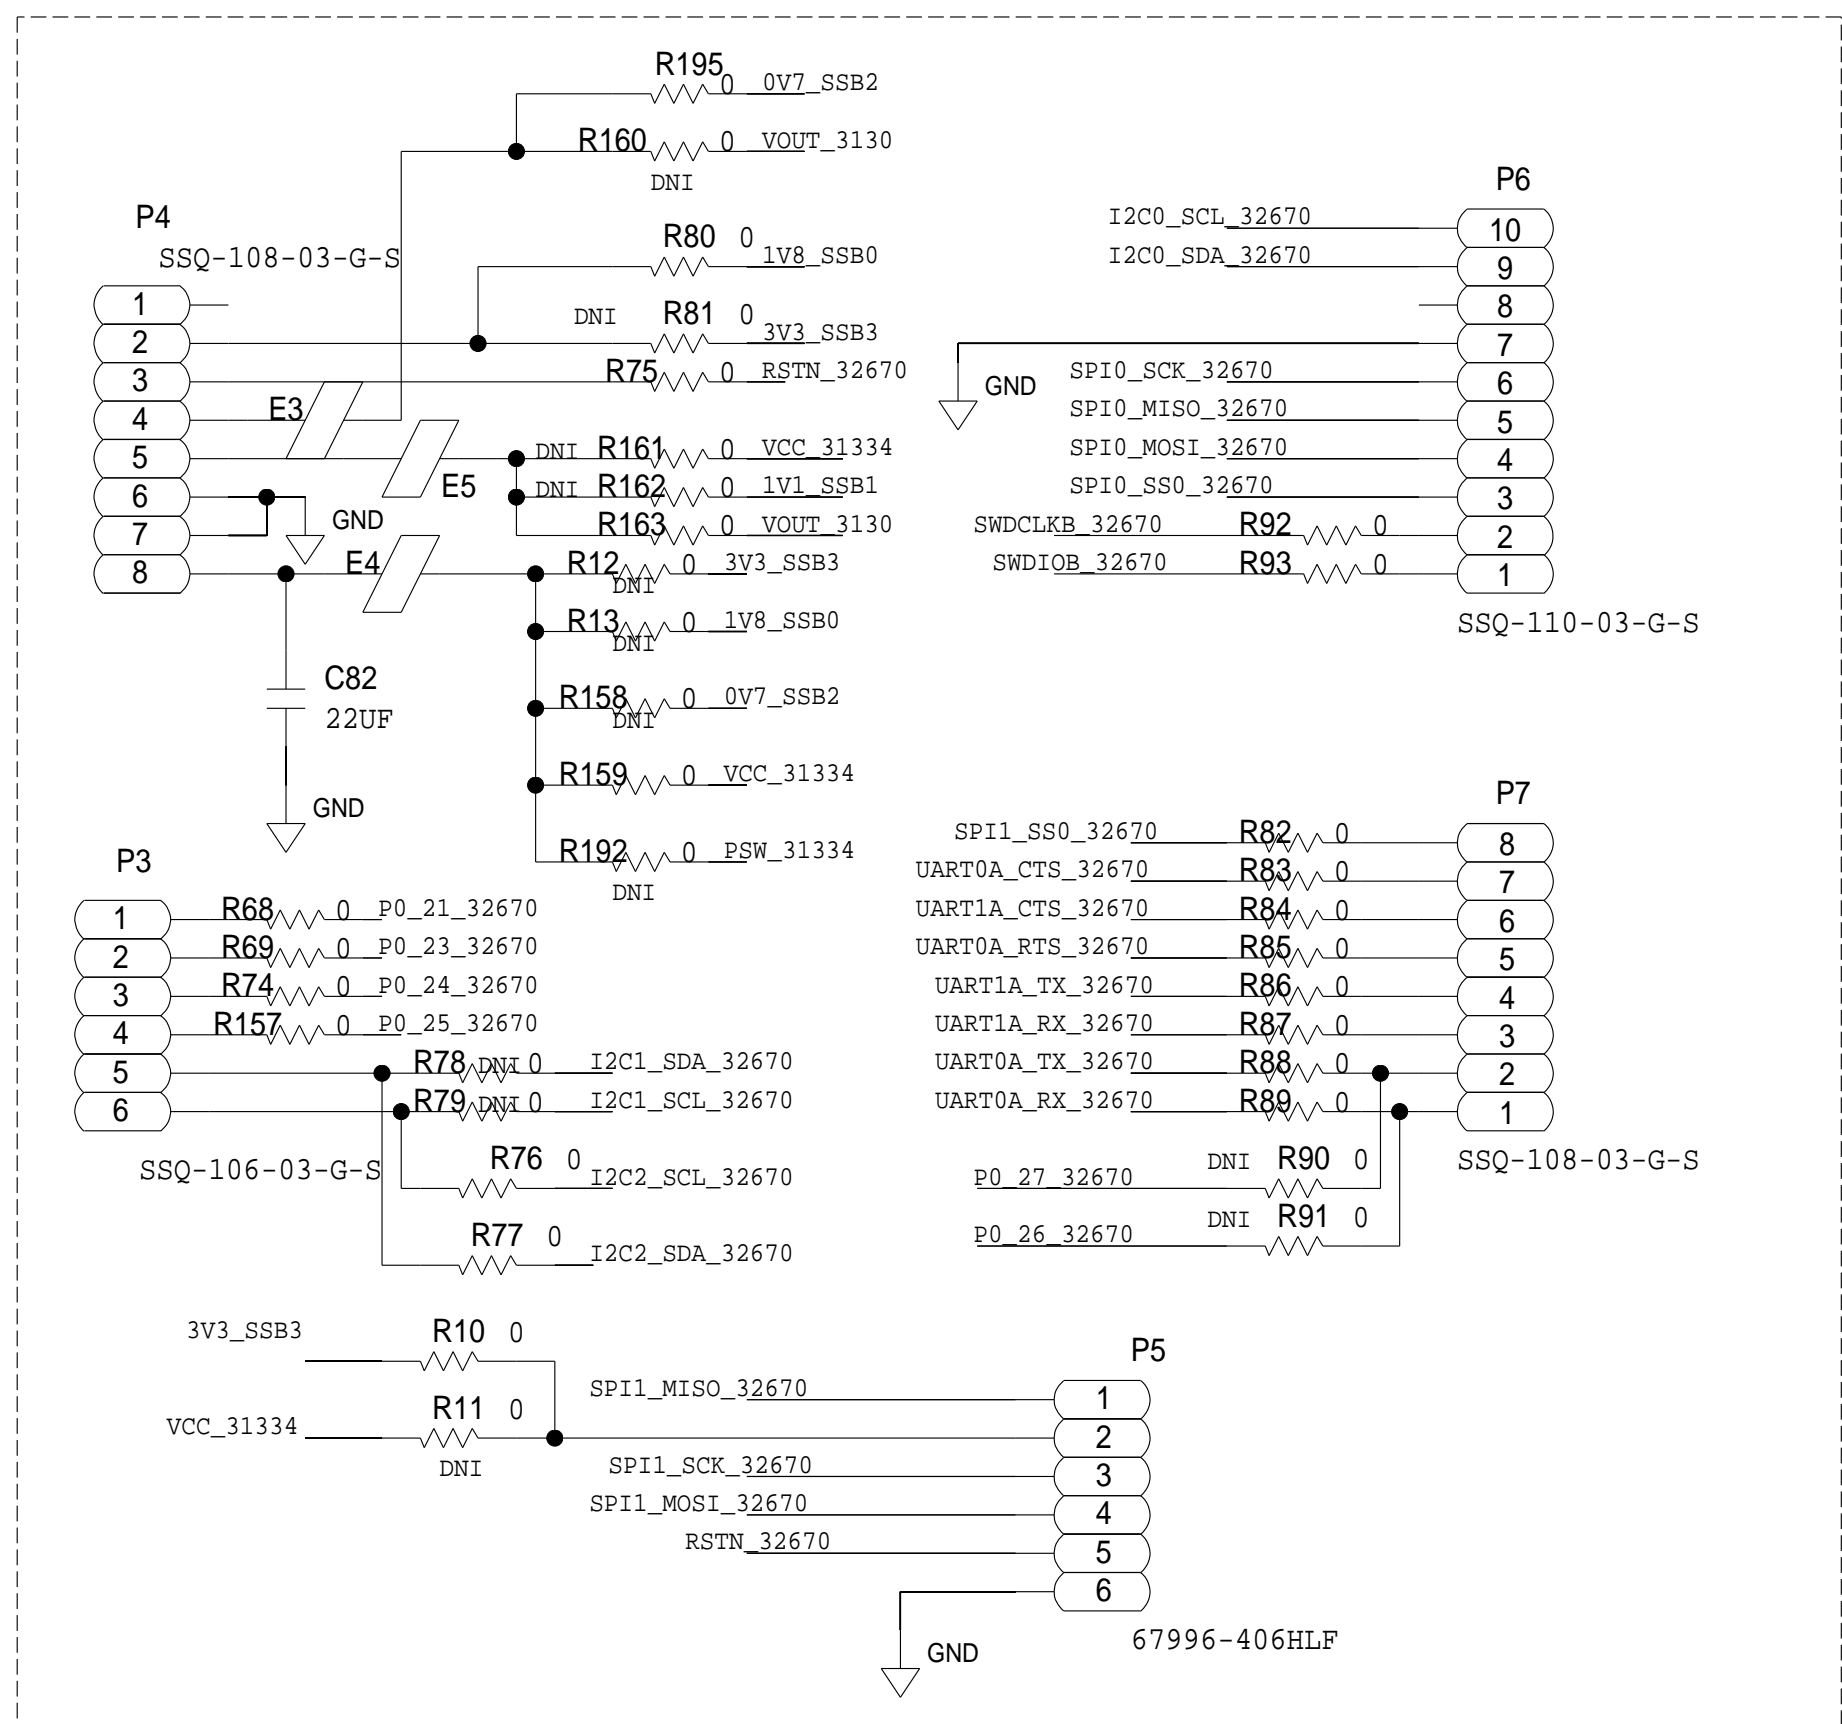 R195 0 0V7_SSB2
R160 0 VOUT_3130
DNI
P4
SSQ-108-03-G-S
R80 0 1V8_SSB0
DNI R81 0 3V3_SSB3
R75 0 RSTN_32670
1
2
3
4
5
6
7
8
E3
E5
DNI R161 0 VCC_31334
DNI R162 0 1V1_SSB1
R163 0 VOUT_3130
GND
E4
R12 0 3V3_SSB3
DNI
R13 0 1V8_SSB0
DNI
C82
22UF
R158 0 0V7_SSB2
DNI
R159 0 VCC_31334
GND
R192 0 PSW_31334
DNI
P6
I2C0_SCL_32670 10
I2C0_SDA_32670 9
8
7
GND
SPI0_SCK_32670 6
SPI0_MISO_32670 5
SPI0_MOSI_32670 4
SPI0_SS0_32670 3
SWDCLKB_32670 R92 0 2
SWDIOB_32670 R93 0 1
SSQ-110-03-G-S
P3
1 R68 0 P0_21_32670
2 R69 0 P0_23_32670
3 R74 0 P0_24_32670
4 R157 0 P0_25_32670
5 R78 DNI 0 I2C1_SDA_32670
6 R79 DNI 0 I2C1_SCL_32670
SSQ-106-03-G-S
R76 0 I2C2_SCL_32670
R77 0 I2C2_SDA_32670
P7
SPI1_SS0_32670 R82 0 8
UART0A_CTS_32670 R83 0 7
UART1A_CTS_32670 R84 0 6
UART0A_RTS_32670 R85 0 5
UART1A_TX_32670 R86 0 4
UART1A_RX_32670 R87 0 3
UART0A_TX_32670 R88 0 2
UART0A_RX_32670 R89 0 1
SSQ-108-03-G-S
P0_27_32670 DNI R90 0
P0_26_32670 DNI R91 0
3V3_SSB3 R10 0
VCC_31334 R11 0
DNI
P5
SPI1_MISO_32670 1
2
SPI1_SCK_32670 3
SPI1_MOSI_32670 4
RSTN_32670 5
6
67996-406HLF
GND